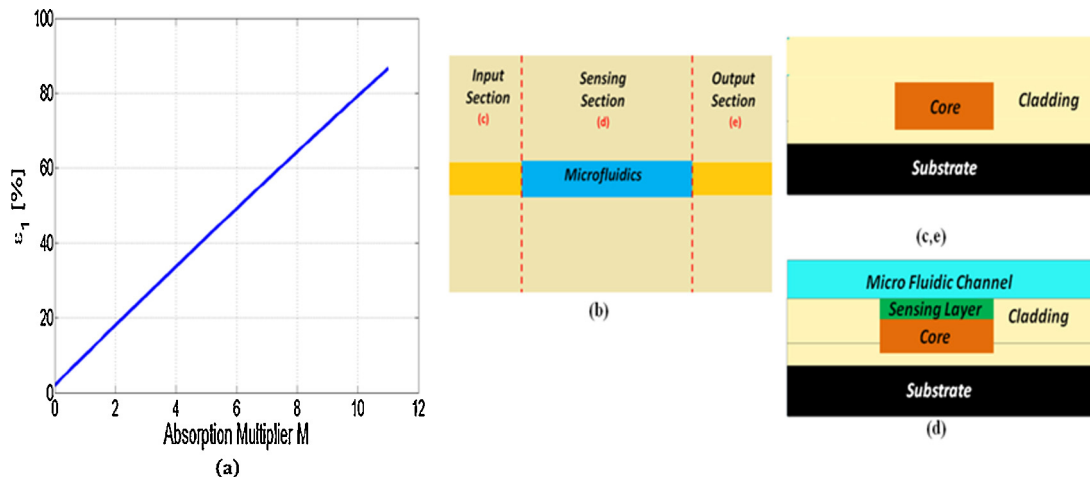 100
80
60
40
20
0
ε₁ [%]
0 2 4 6 8 10 12
Absorption Multiplier M
(a)
Input
Section
(c)
Sensing
Section
(d)
Output
Section
(e)
Microfluidics
(b)
Core
Cladding
Substrate
(c,e)
Micro Fluidic Channel
Sensing Layer
Cladding
Core
Substrate
(d)